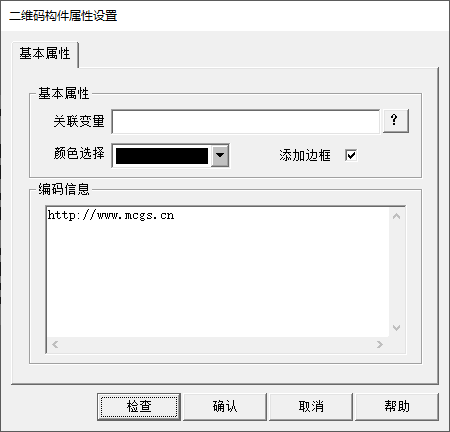 二维码构件属性设置
基本属性
基本属性
关联变量
?
颜色选择
添加边框
编码信息
http://www.mcgs.cn
检查 确认 取消 帮助